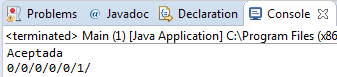 Problems @ Javadoc Declaration Console
<terminated> Main (1) [Java Application] C:\Program Files (x86
Aceptada
0/0/0/0/0/1/